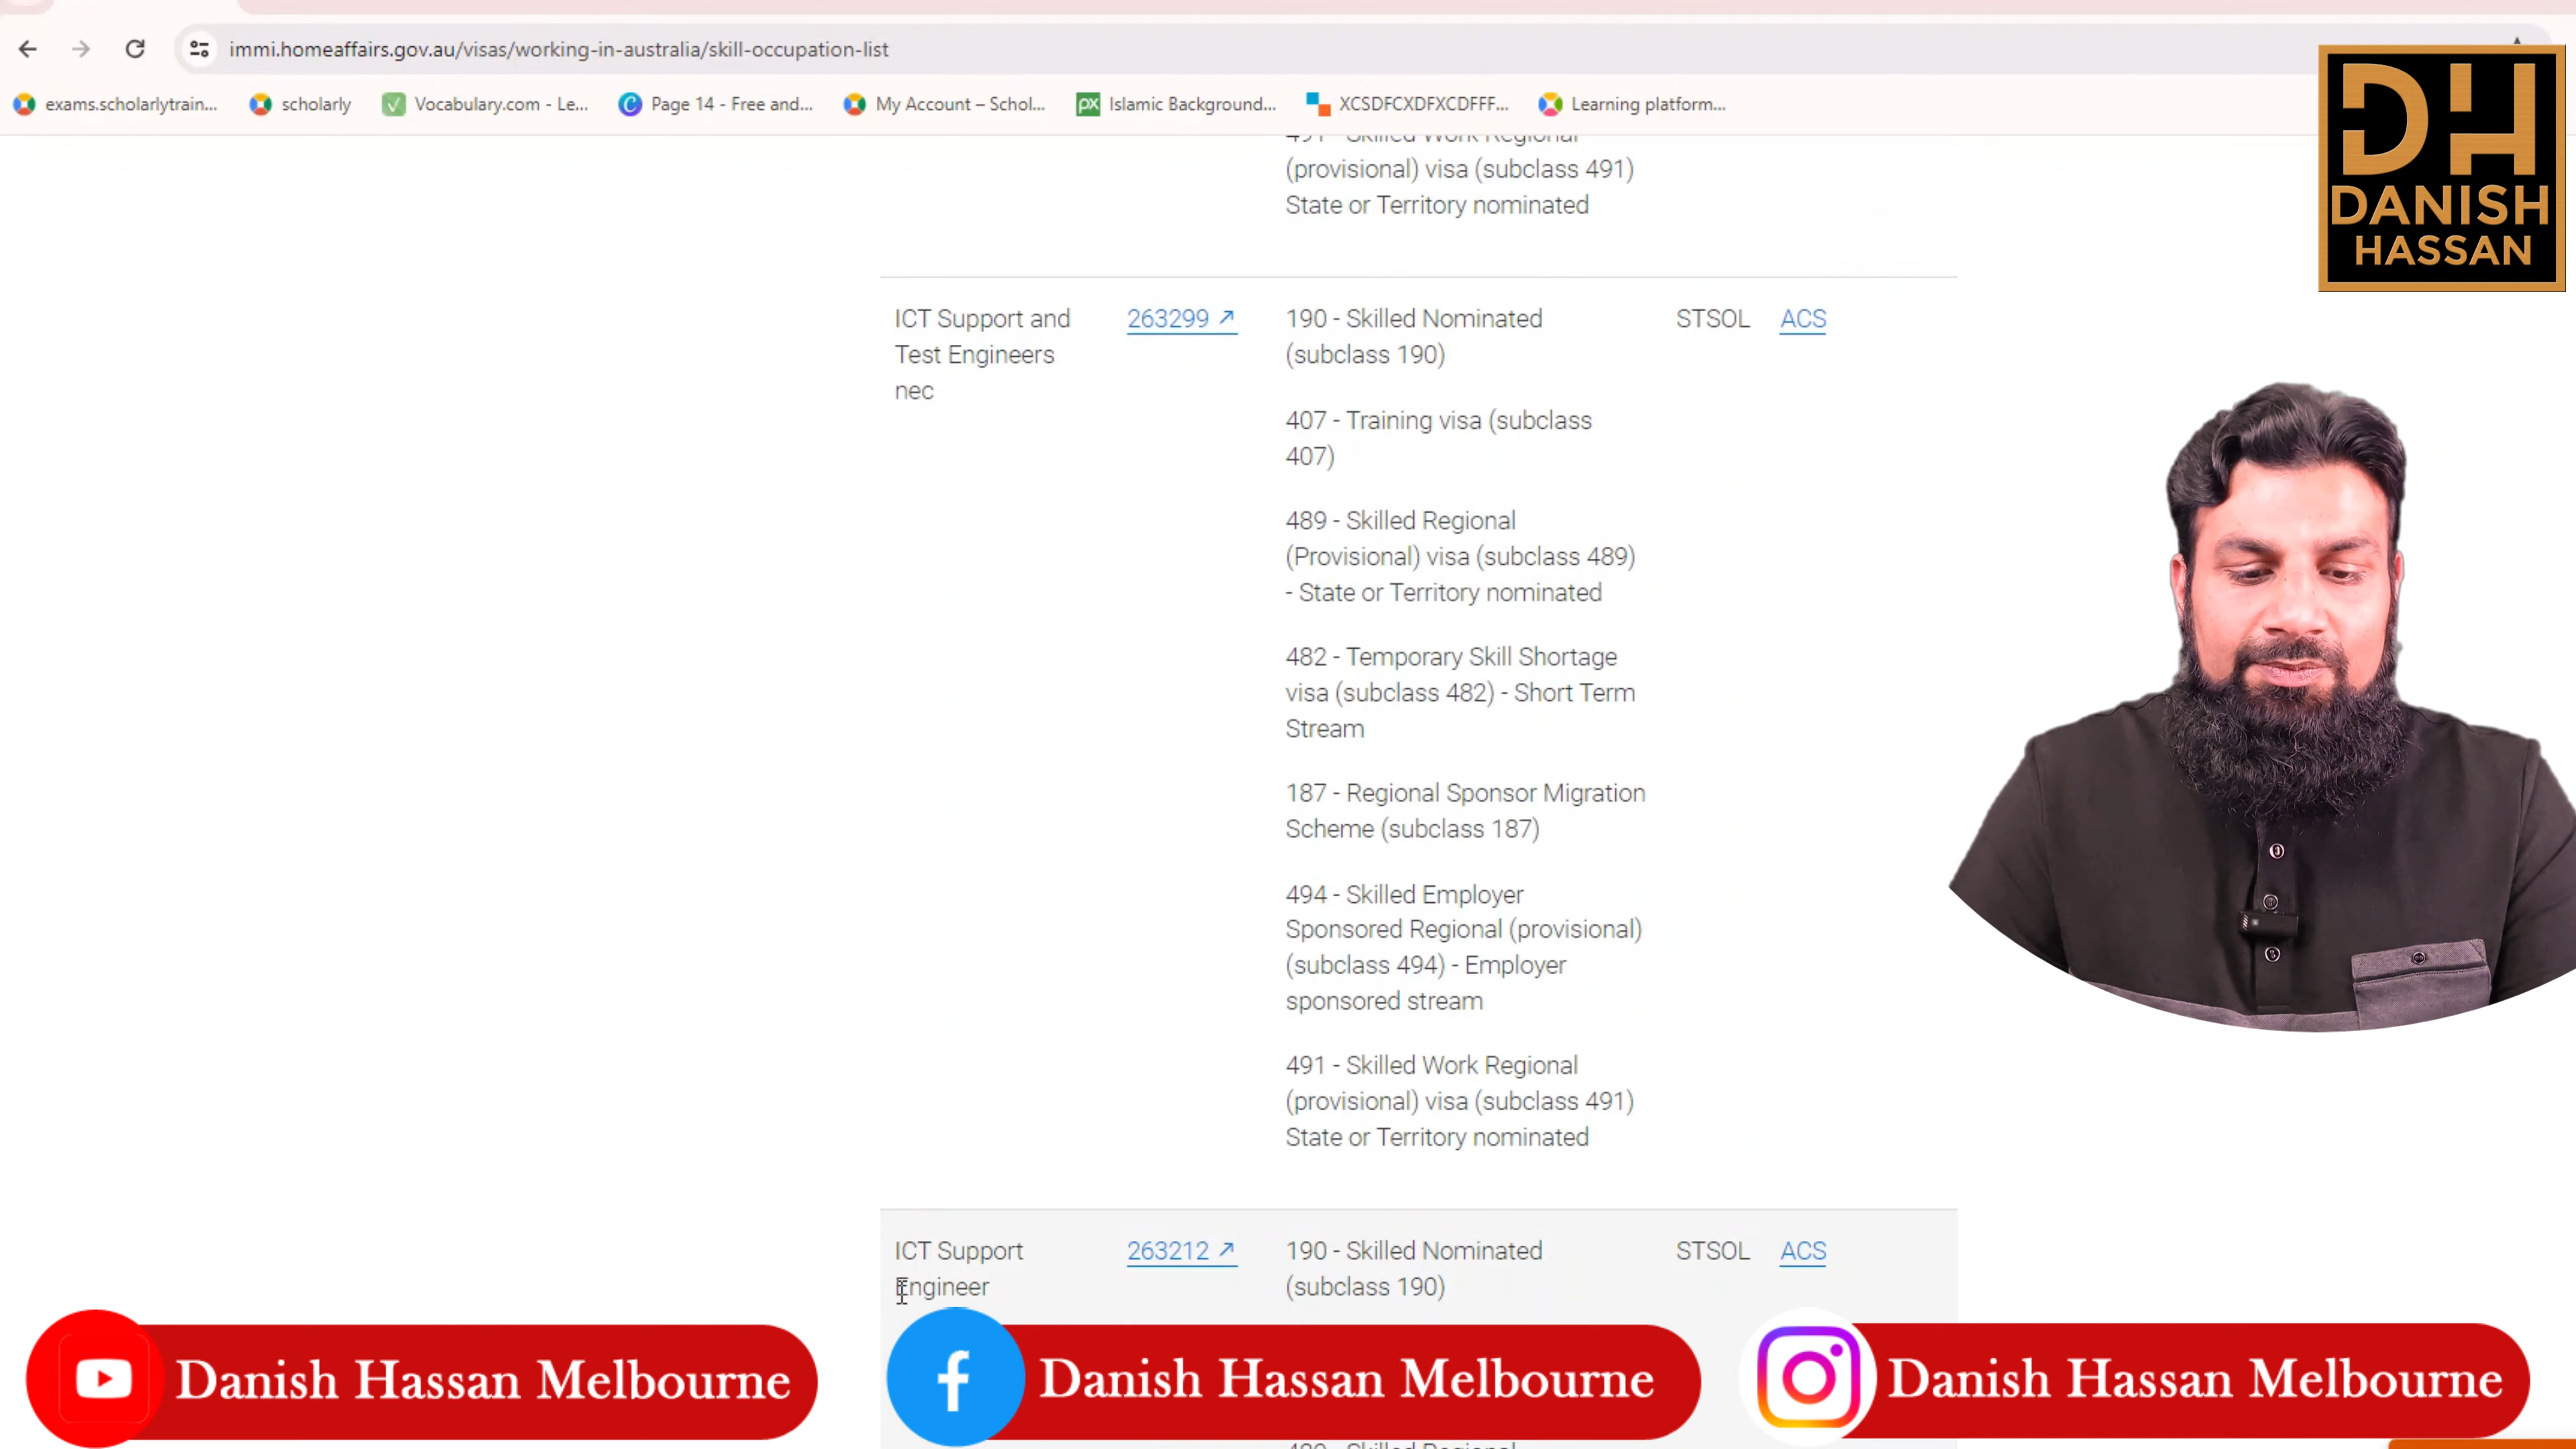 immi.homeaffairs.gov.au/visas/working-in-australia/skill-occupation-list
exams.scholarlytrain... scholarly Vocabulary.com - Le... Page 14 - Free and... My Account – Schol... Islamic Background... XCSDFCXDFXCDFFF... Learning platform...
DH
DANISH
HASSAN
491 - Skilled Work Regional
(provisional) visa (subclass 491)
State or Territory nominated
ICT Support and
Test Engineers
nec
263299
190 - Skilled Nominated
(subclass 190)
407 - Training visa (subclass
407)
489 - Skilled Regional
(Provisional) visa (subclass 489)
- State or Territory nominated
482 - Temporary Skill Shortage
visa (subclass 482) - Short Term
Stream
187 - Regional Sponsor Migration
Scheme (subclass 187)
494 - Skilled Employer
Sponsored Regional (provisional)
(subclass 494) - Employer
sponsored stream
491 - Skilled Work Regional
(provisional) visa (subclass 491)
State or Territory nominated
STSOL
ACS
ICT Support
Engineer
263212
190 - Skilled Nominated
(subclass 190)
STSOL
ACS
Danish Hassan Melbourne
Danish Hassan Melbourne
Danish Hassan Melbourne